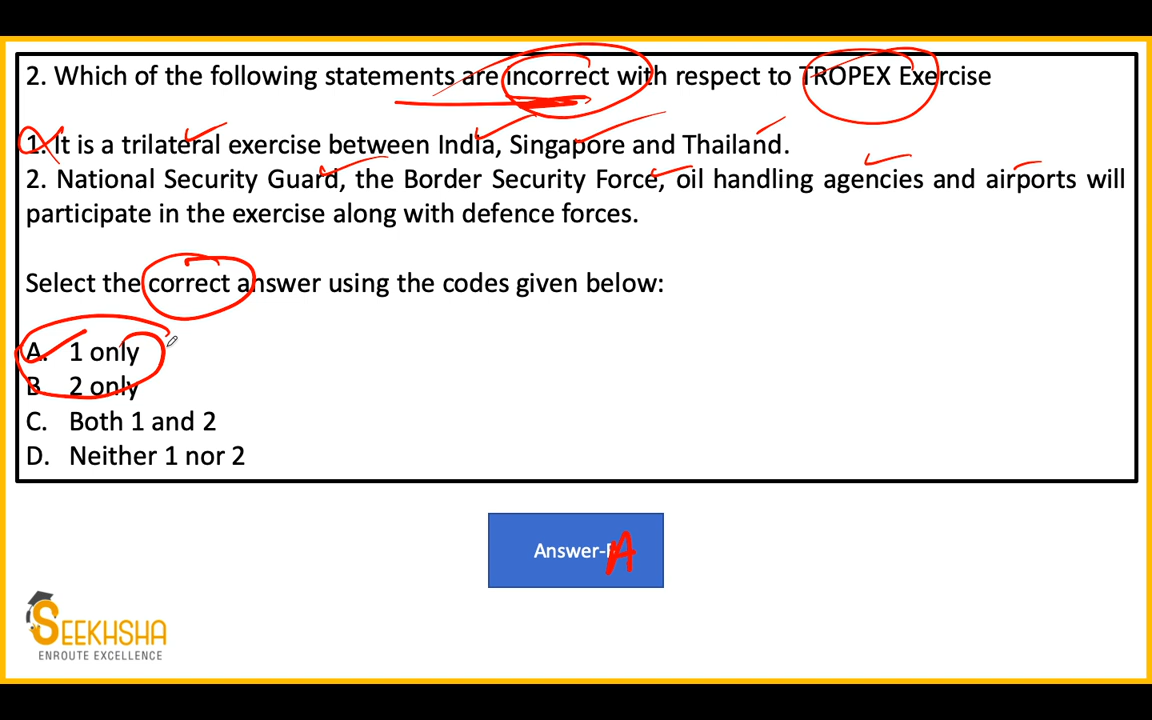 2. Which of the following statements are incorrect with respect to TROPEX Exercise
1. It is a trilateral exercise between India, Singapore and Thailand.
2. National Security Guard, the Border Security Force, oil handling agencies and airports will
participate in the exercise along with defence forces.
Select the correct answer using the codes given below:
A. 1 only
B. 2 only
C. Both 1 and 2
D. Neither 1 nor 2
Answer-A
SEEKHSHA
ENROUTE EXCELLENCE